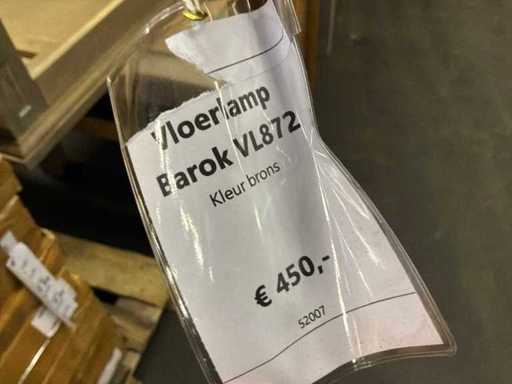 Vloerlamp
Barok VL872
Kleur brons
€ 450,-
52007